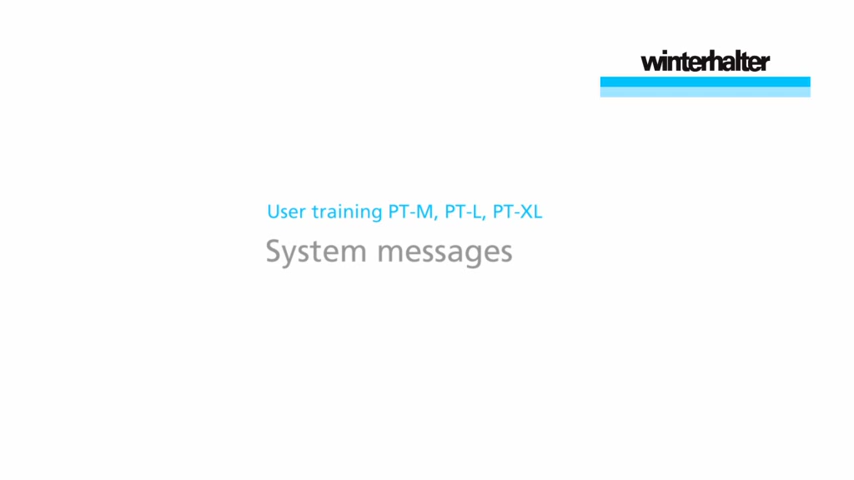 winterhalter
User training PT-M, PT-L, PT-XL
System messages